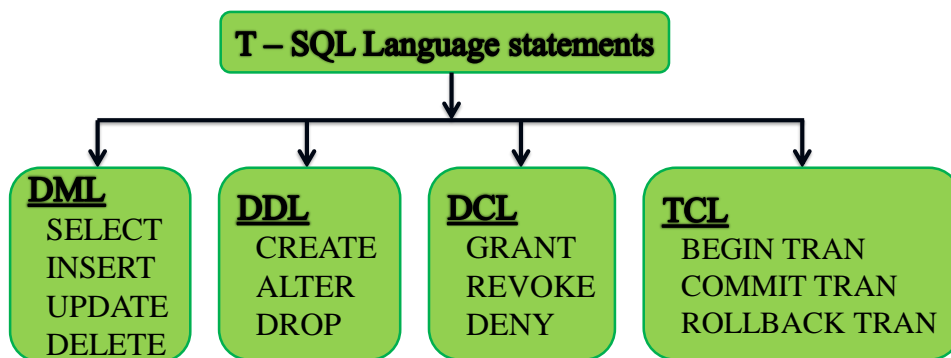 T – SQL Language statements
DML
SELECT
INSERT
UPDATE
DELETE
DDL
CREATE
ALTER
DROP
DCL
GRANT
REVOKE
DENY
TCL
BEGIN TRAN
COMMIT TRAN
ROLLBACK TRAN